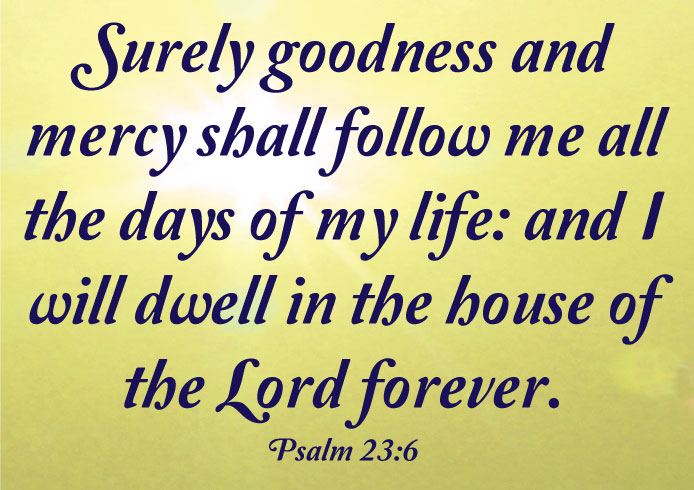 Surely goodness and
mercy shall follow me all
the days of my life: and I
will dwell in the house of
the Lord forever.
Psalm 23:6